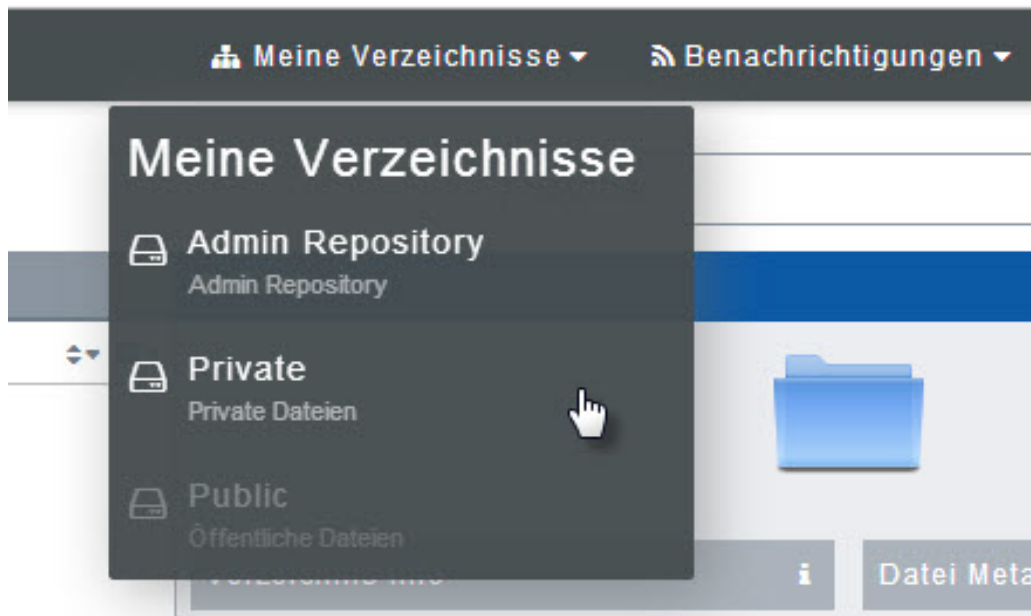 Meine Verzeichnisse Benachrichtigungen
Meine Verzeichnisse
Admin Repository
Admin Repository
Private
Private Dateien
Public
Öffentliche Dateien
Datei Meta